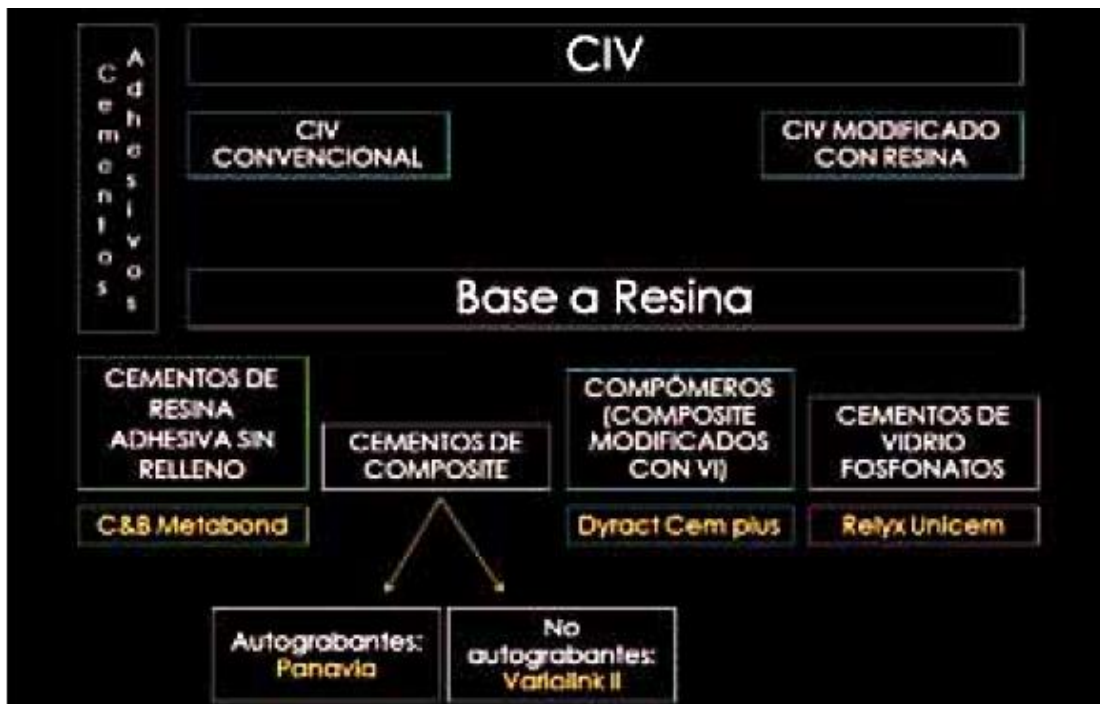 Cementos
Adhesivos
CIV
CIV
CONVENCIONAL
CIV MODIFICADO
CON RESINA
Base a Resina
CEMENTOS DE
RESINA
ADHESIVA SIN
RELLENO
C&B Metabond
CEMENTOS DE
COMPOSITE
COMPÓMEROS
(COMPOSITE
MODIFICADOS
CON VI)
Dyract Cem plus
CEMENTOS DE
VIDRIO
FOSFONATOS
Relyx Unicem
Autograbantes:
Panavia
No
autograbantes:
Variolink II